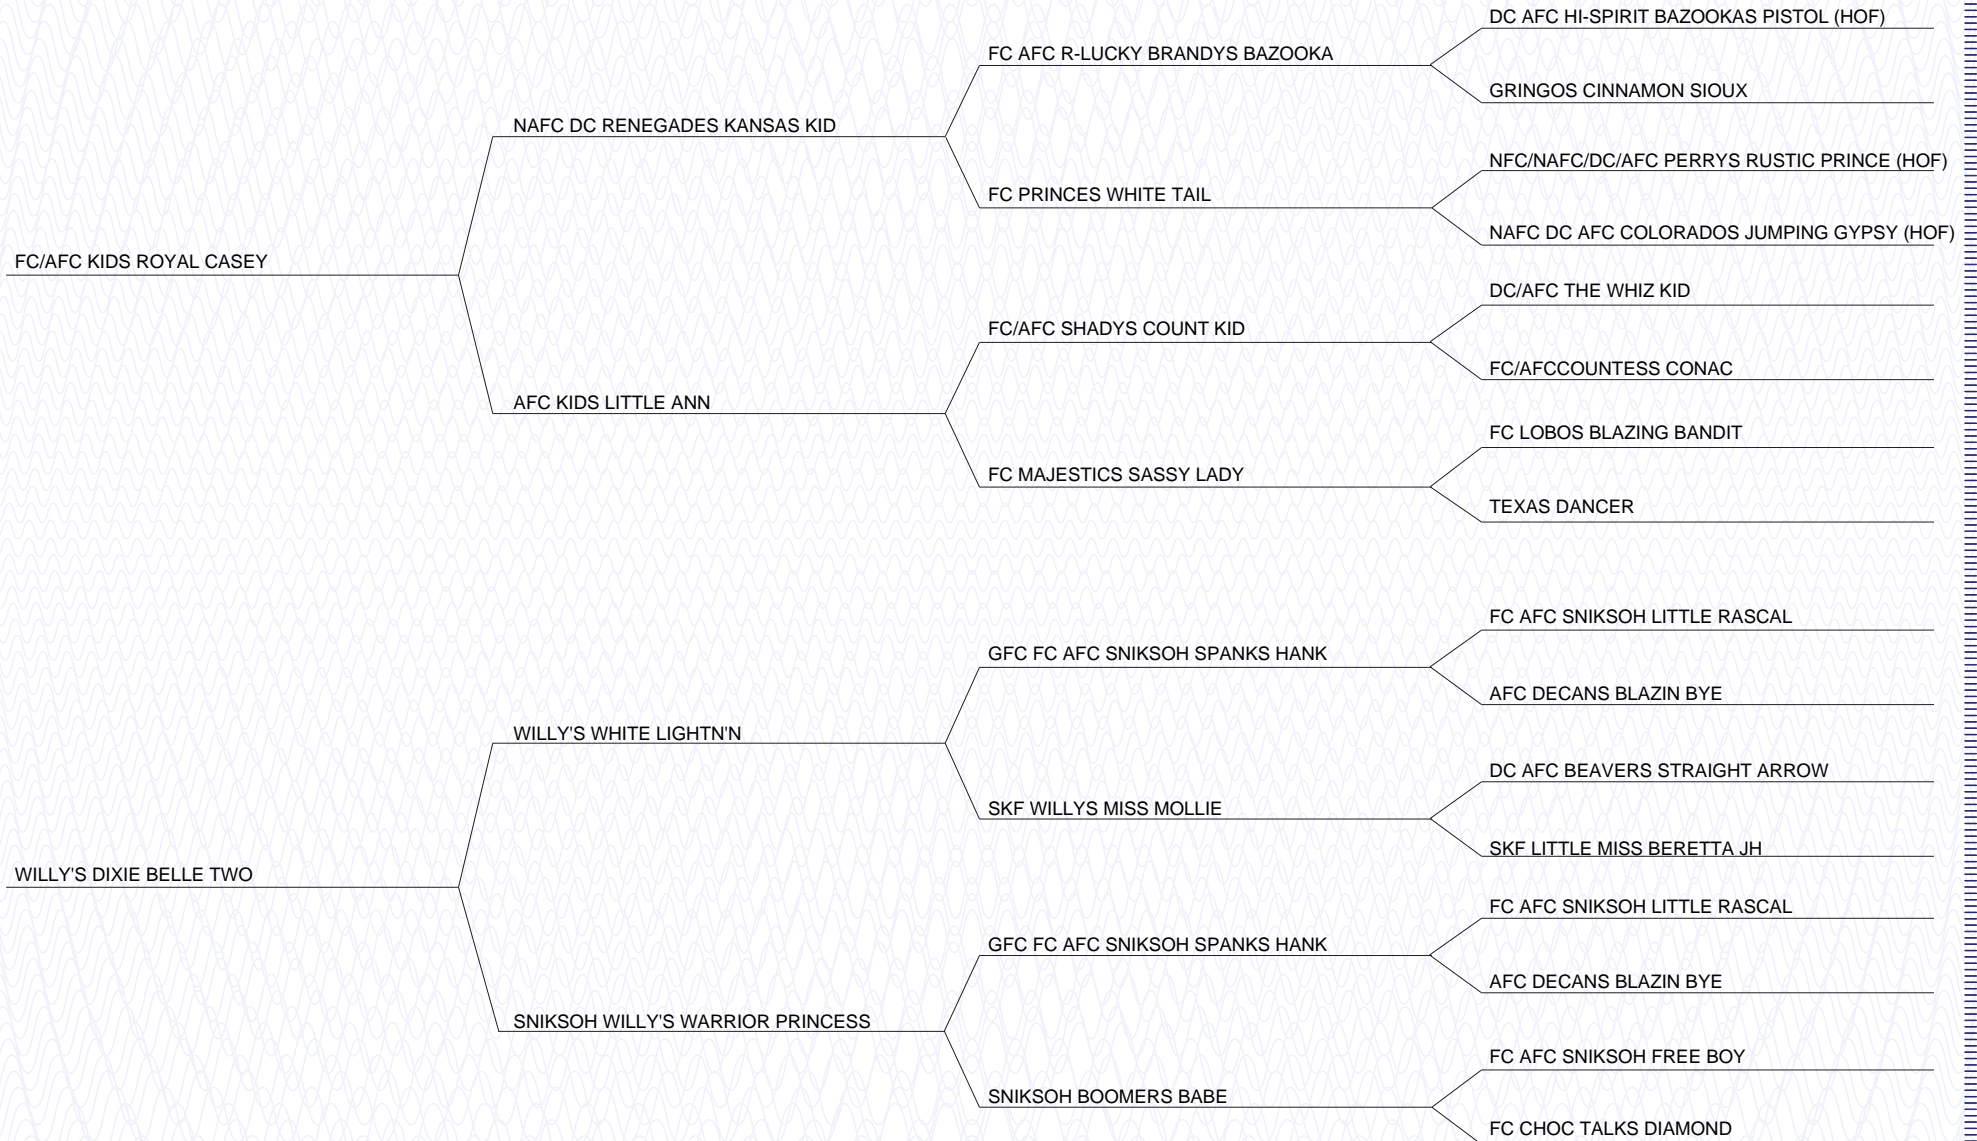 DC AFC HI-SPIRIT BAZOOKAS PISTOL (HOF)
FC AFC R-LUCKY BRANDYS BAZOOKA
GRINGOS CINNAMON SIOUX
NAFC DC RENEGADES KANSAS KID
NFC/NAFC/DC/AFC PERRYS RUSTIC PRINCE (HOF)
FC PRINCES WHITE TAIL
NAFC DC AFC COLORADOS JUMPING GYPSY (HOF)
FC/AFC KIDS ROYAL CASEY
DC/AFC THE WHIZ KID
FC/AFC SHADYS COUNT KID
FC/AFCCOUNTESS CONAC
AFC KIDS LITTLE ANN
FC LOBOS BLAZING BANDIT
FC MAJESTICS SASSY LADY
TEXAS DANCER
FC AFC SNIKSOH LITTLE RASCAL
GFC FC AFC SNIKSOH SPANKS HANK
AFC DECANS BLAZIN BYE
WILLY'S WHITE LIGHTN'N
DC AFC BEAVERS STRAIGHT ARROW
SKF WILLYS MISS MOLLIE
SKF LITTLE MISS BERETTA JH
WILLY'S DIXIE BELLE TWO
FC AFC SNIKSOH LITTLE RASCAL
GFC FC AFC SNIKSOH SPANKS HANK
AFC DECANS BLAZIN BYE
SNIKSOH WILLY'S WARRIOR PRINCESS
FC AFC SNIKSOH FREE BOY
SNIKSOH BOOMERS BABE
FC CHOC TALKS DIAMOND